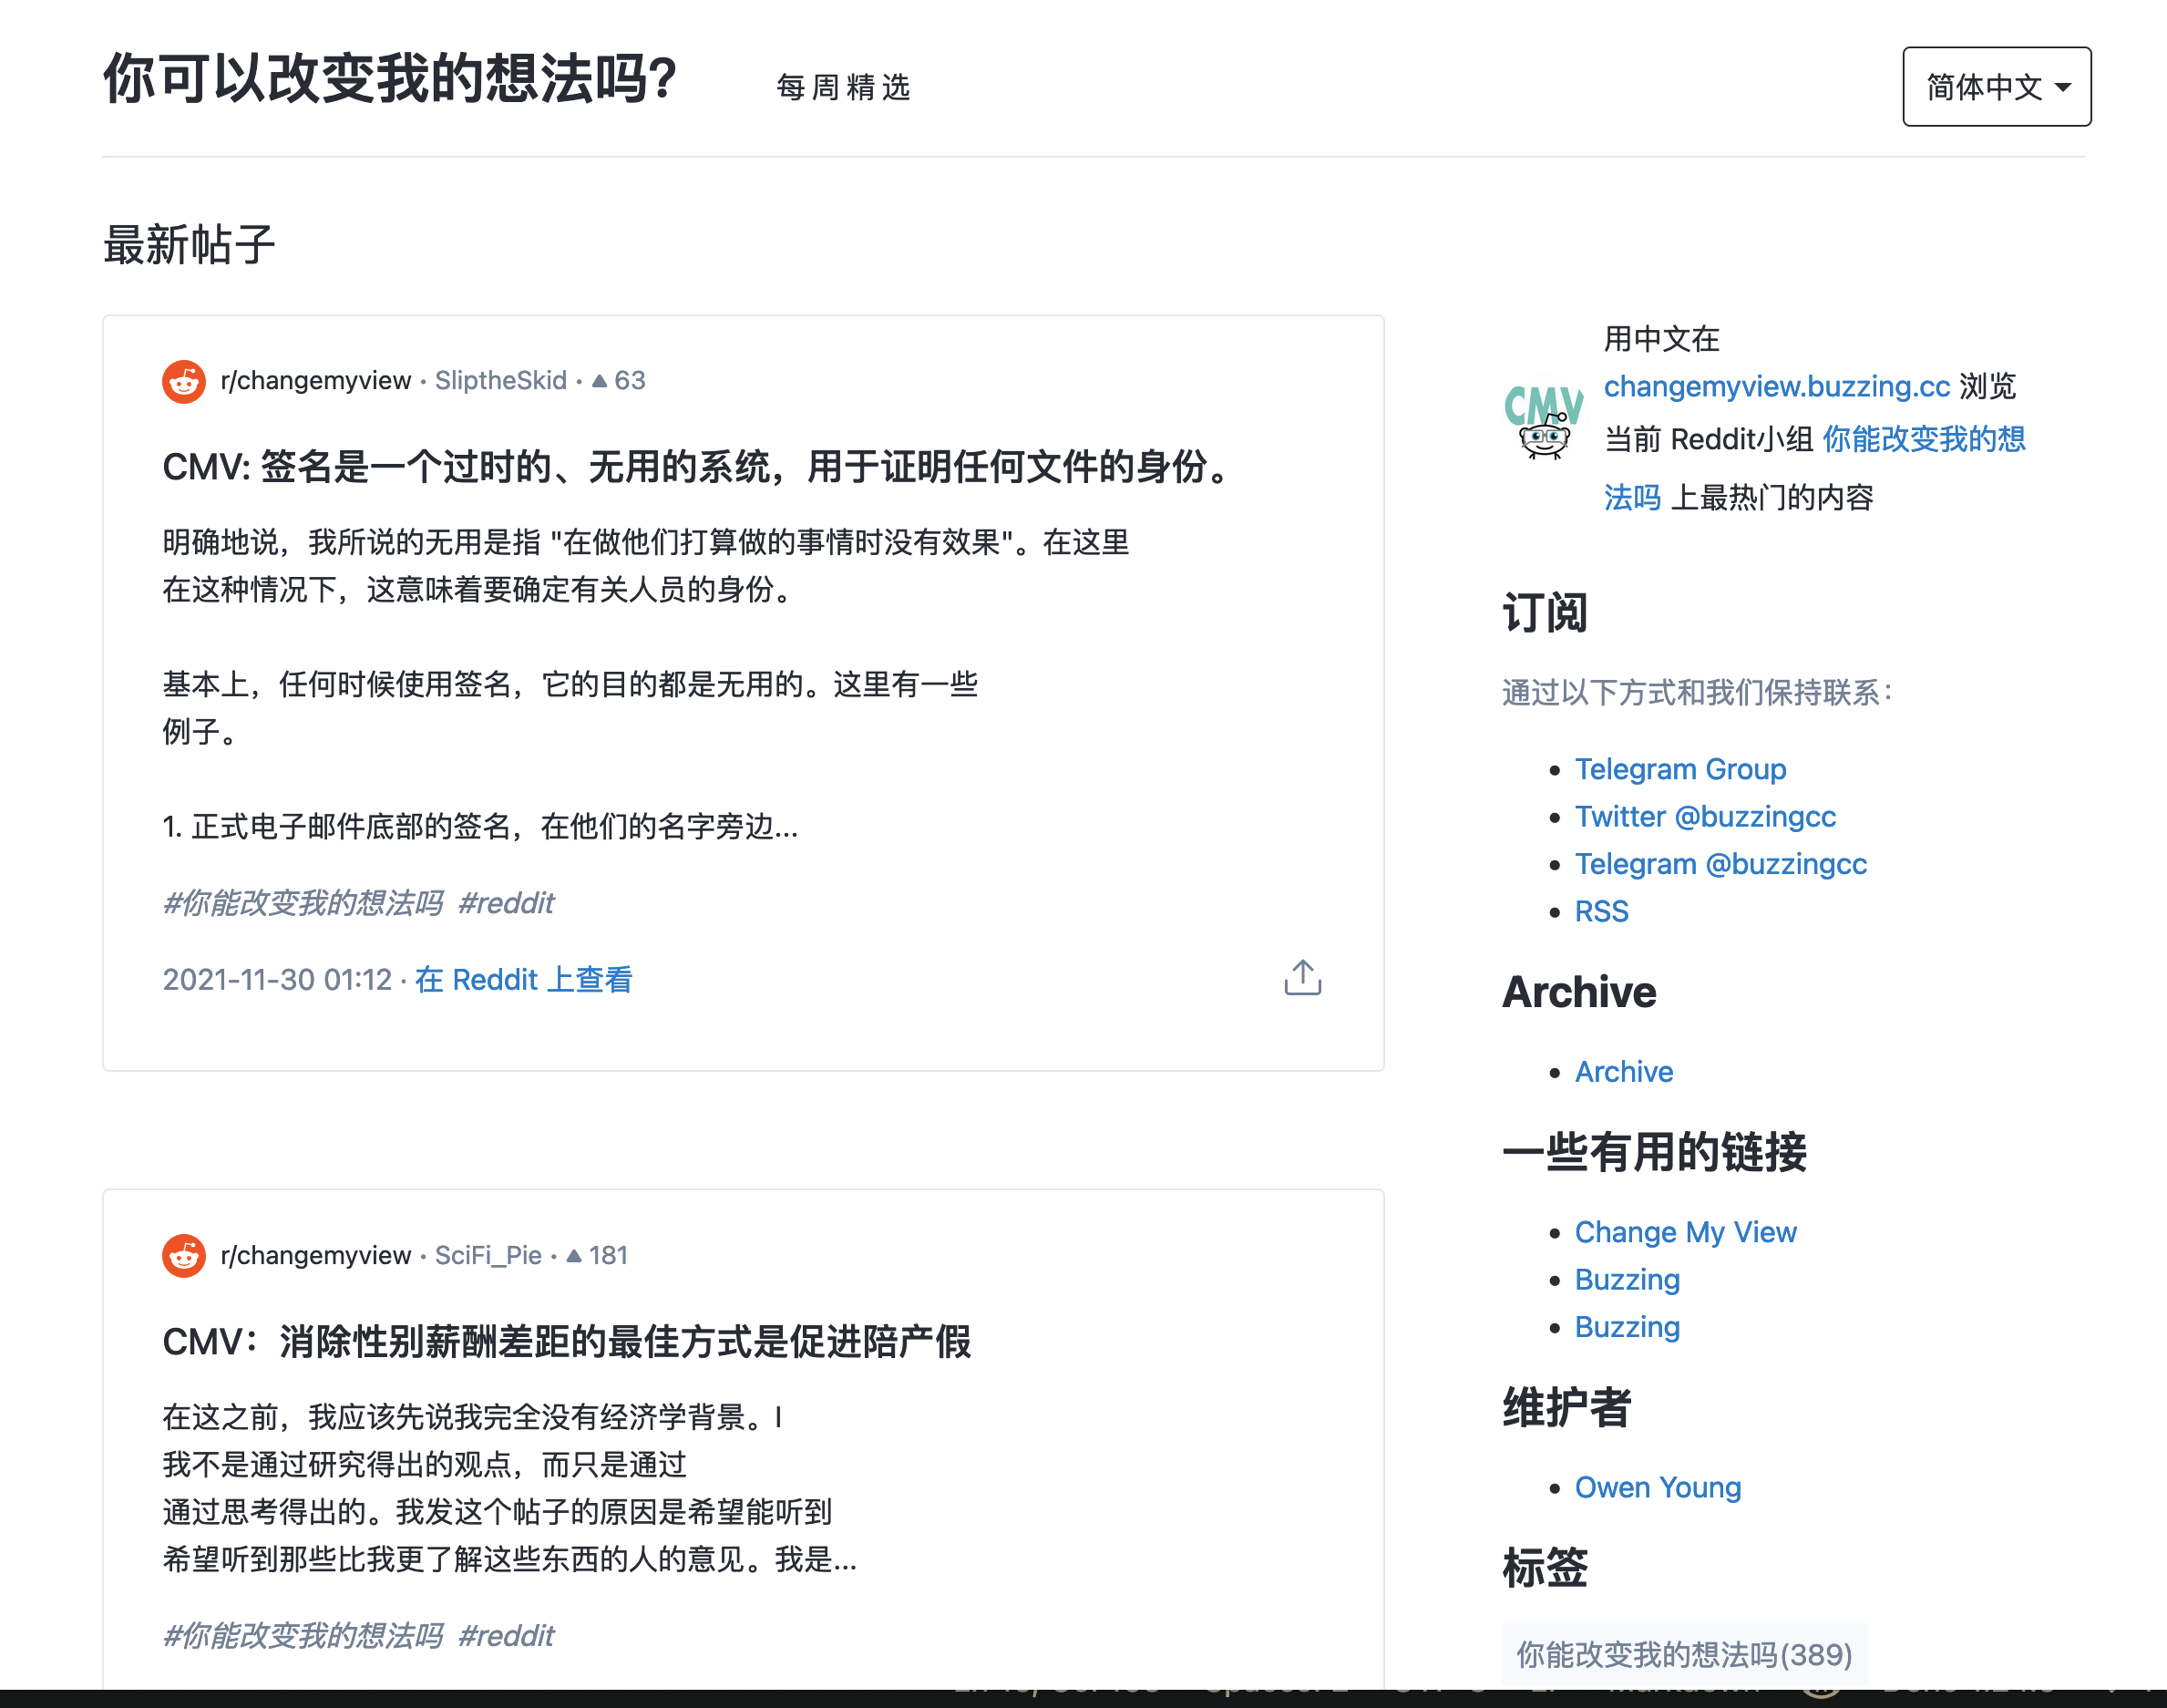 你可以改变我的想法吗?
每周精选
简体中文
最新帖子
r/changemyview · SliptheSkid · ▲ 63
CMV: 签名是一个过时的、无用的系统，用于证明任何文件的身份。
明确地说，我所说的无用是指 "在做他们打算做的事情时没有效果"。在这里
在这种情况下，这意味着要确定有关人员的身份。
基本上，任何时候使用签名，它的目的都是无用的。这里有一些
例子。
1. 正式电子邮件底部的签名，在他们的名字旁边...
#你能改变我的想法吗 #reddit
2021-11-30 01:12 · 在 Reddit 上查看
r/changemyview · SciFi_Pie · ▲ 181
CMV：消除性别薪酬差距的最佳方式是促进陪产假
在这之前，我应该先说我完全没有经济学背景。I
我不是通过研究得出的观点，而只是通过
通过思考得出的。我发这个帖子的原因是希望能听到
希望听到那些比我更了解这些东西的人的意见。我是...
#你能改变我的想法吗 #reddit
CMV
用中文在
changemyview.buzzing.cc 浏览
当前 Reddit小组 你能改变我的想
法吗 上最热门的内容
订阅
通过以下方式和我们保持联系：
Telegram Group
Twitter @buzzingcc
Telegram @buzzingcc
RSS
Archive
Archive
一些有用的链接
Change My View
Buzzing
Buzzing
维护者
Owen Young
标签
你能改变我的想法吗(389)